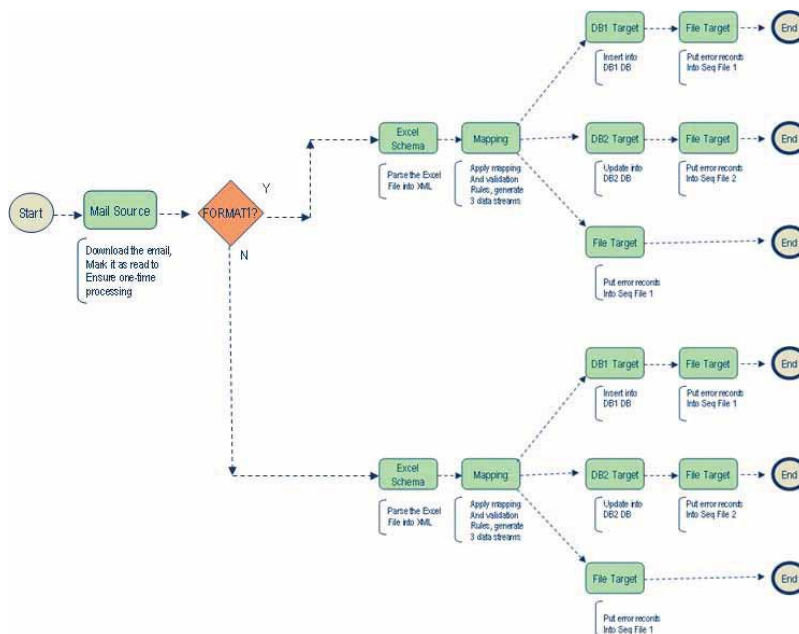 DB1 Target
File Target
End
Insert into
DB1 DB
Put error records
Into Seq File 1
Excel
Schema
Mapping
DB2 Target
File Target
End
Parse the Excel
File into XML
Apply mapping
And validation
Rules, generate
3 data streams
Update into
DB2 DB
Put error records
Into Seq File 2
Start
Mail Source
FORMAT1?
Y
N
Download the email,
Mark it as read to
Ensure one-time
processing
File Target
End
Put error records
Into Seq File 1
DB1 Target
File Target
End
Insert into
DB1 DB
Put error records
Into Seq File 1
Excel
Schema
Mapping
DB2 Target
File Target
End
Parse the Excel
File into XML
Apply mapping
And validation
Rules, generate
3 data streams
Update into
DB2 DB
Put error records
Into Seq File 2
File Target
End
Put error records
Into Seq File 1